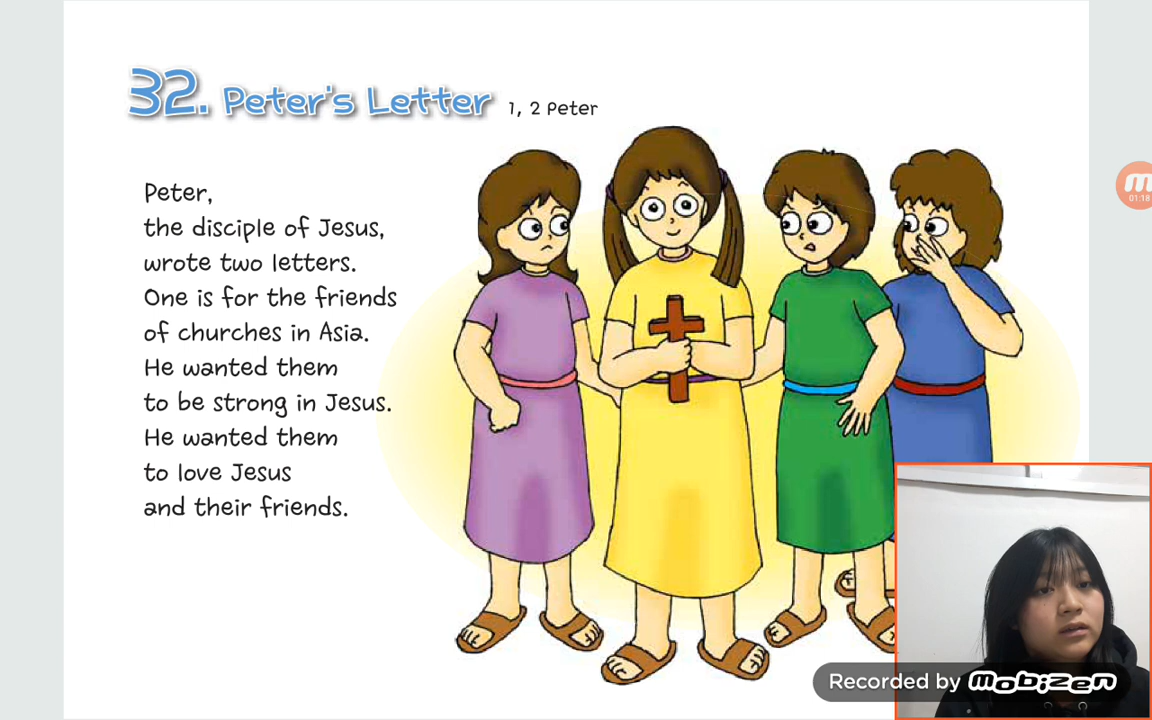 32. Peter's Letter 1, 2 Peter
Peter,
the disciple of Jesus,
wrote two letters.
One is for the friends
of churches in Asia.
He wanted them
to be strong in Jesus.
He wanted them
to love Jesus
and their friends.
m
01:18
Recorded by mobizen